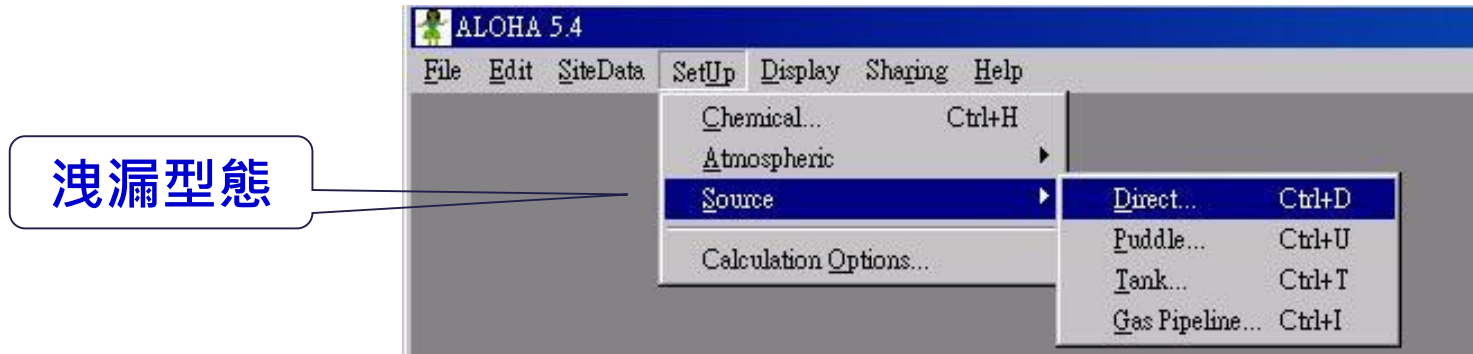 ALOHA 5.4
File Edit SiteData SetUp Display Sharing Help
Chemical... Ctrl+H
Atmospheric
洩漏型態
Source
Direct... Ctrl+D
Puddle... Ctrl+U
Calculation Options...
Tank... Ctrl+T
Gas Pipeline... Ctrl+I